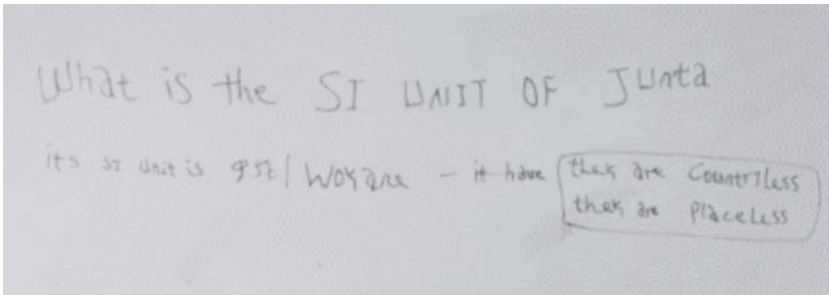 What is the SI UNIT OF Junta
its SI unit is - it have they are Countryless
they are Placeless